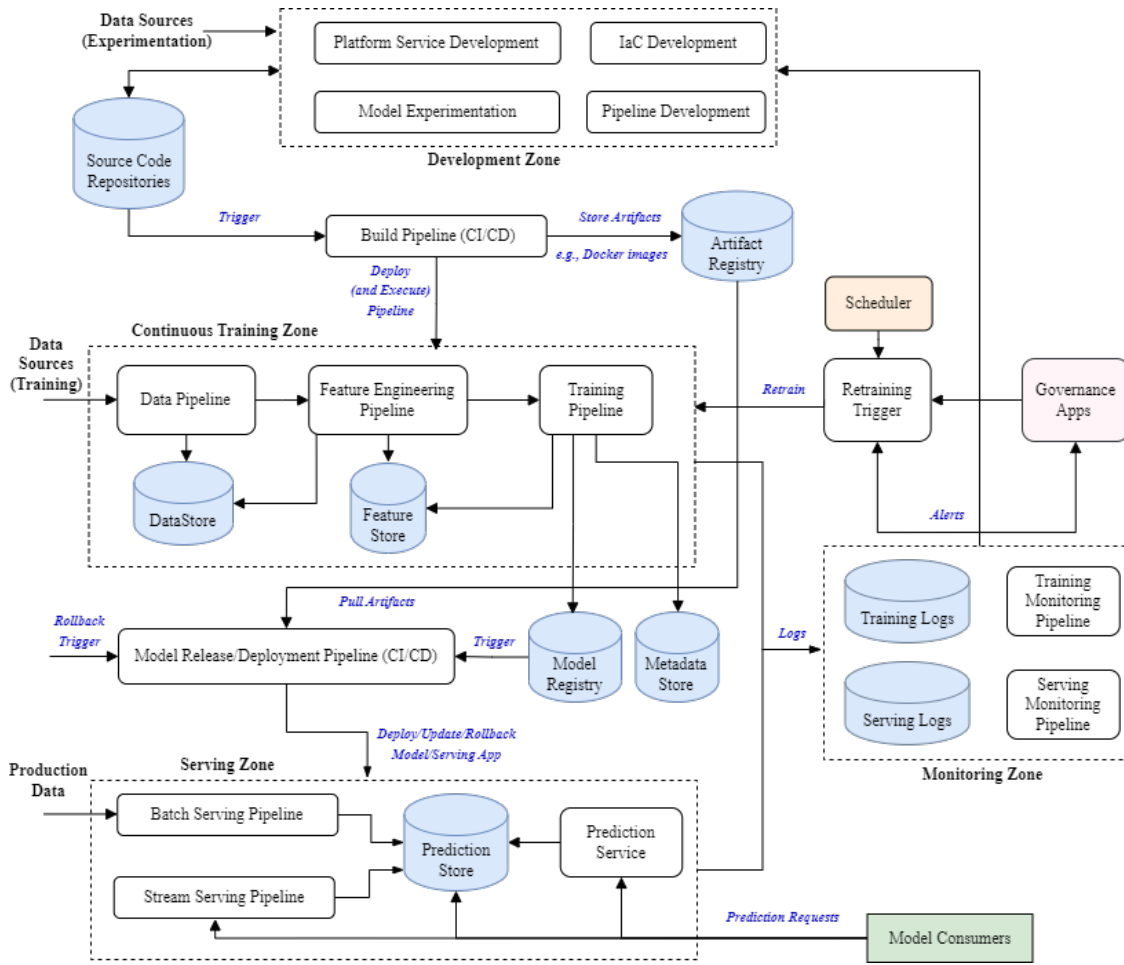 Data Sources
(Experimentation)
Platform Service Development
IaC Development
Model Experimentation
Pipeline Development
Development Zone
Source Code
Repositories
Trigger
Build Pipeline (CI/CD)
Store Artifacts
e.g., Docker images
Artifact
Registry
Deploy
(and Execute)
Pipeline
Continuous Training Zone
Data
Sources
(Training)
Data Pipeline
Feature Engineering
Pipeline
Training
Pipeline
DataStore
Feature
Store
Retrain
Scheduler
Retraining
Trigger
Governance
Apps
Alerts
Pull Artifacts
Rollback
Trigger
Model Release/Deployment Pipeline (CI/CD)
Trigger
Model
Registry
Metadata
Store
Logs
Training Logs
Training
Monitoring
Pipeline
Serving Logs
Serving
Monitoring
Pipeline
Monitoring Zone
Deploy/Update/Rollback
Model/Serving App
Serving Zone
Production
Data
Batch Serving Pipeline
Stream Serving Pipeline
Prediction
Store
Prediction
Service
Prediction Requests
Model Consumers